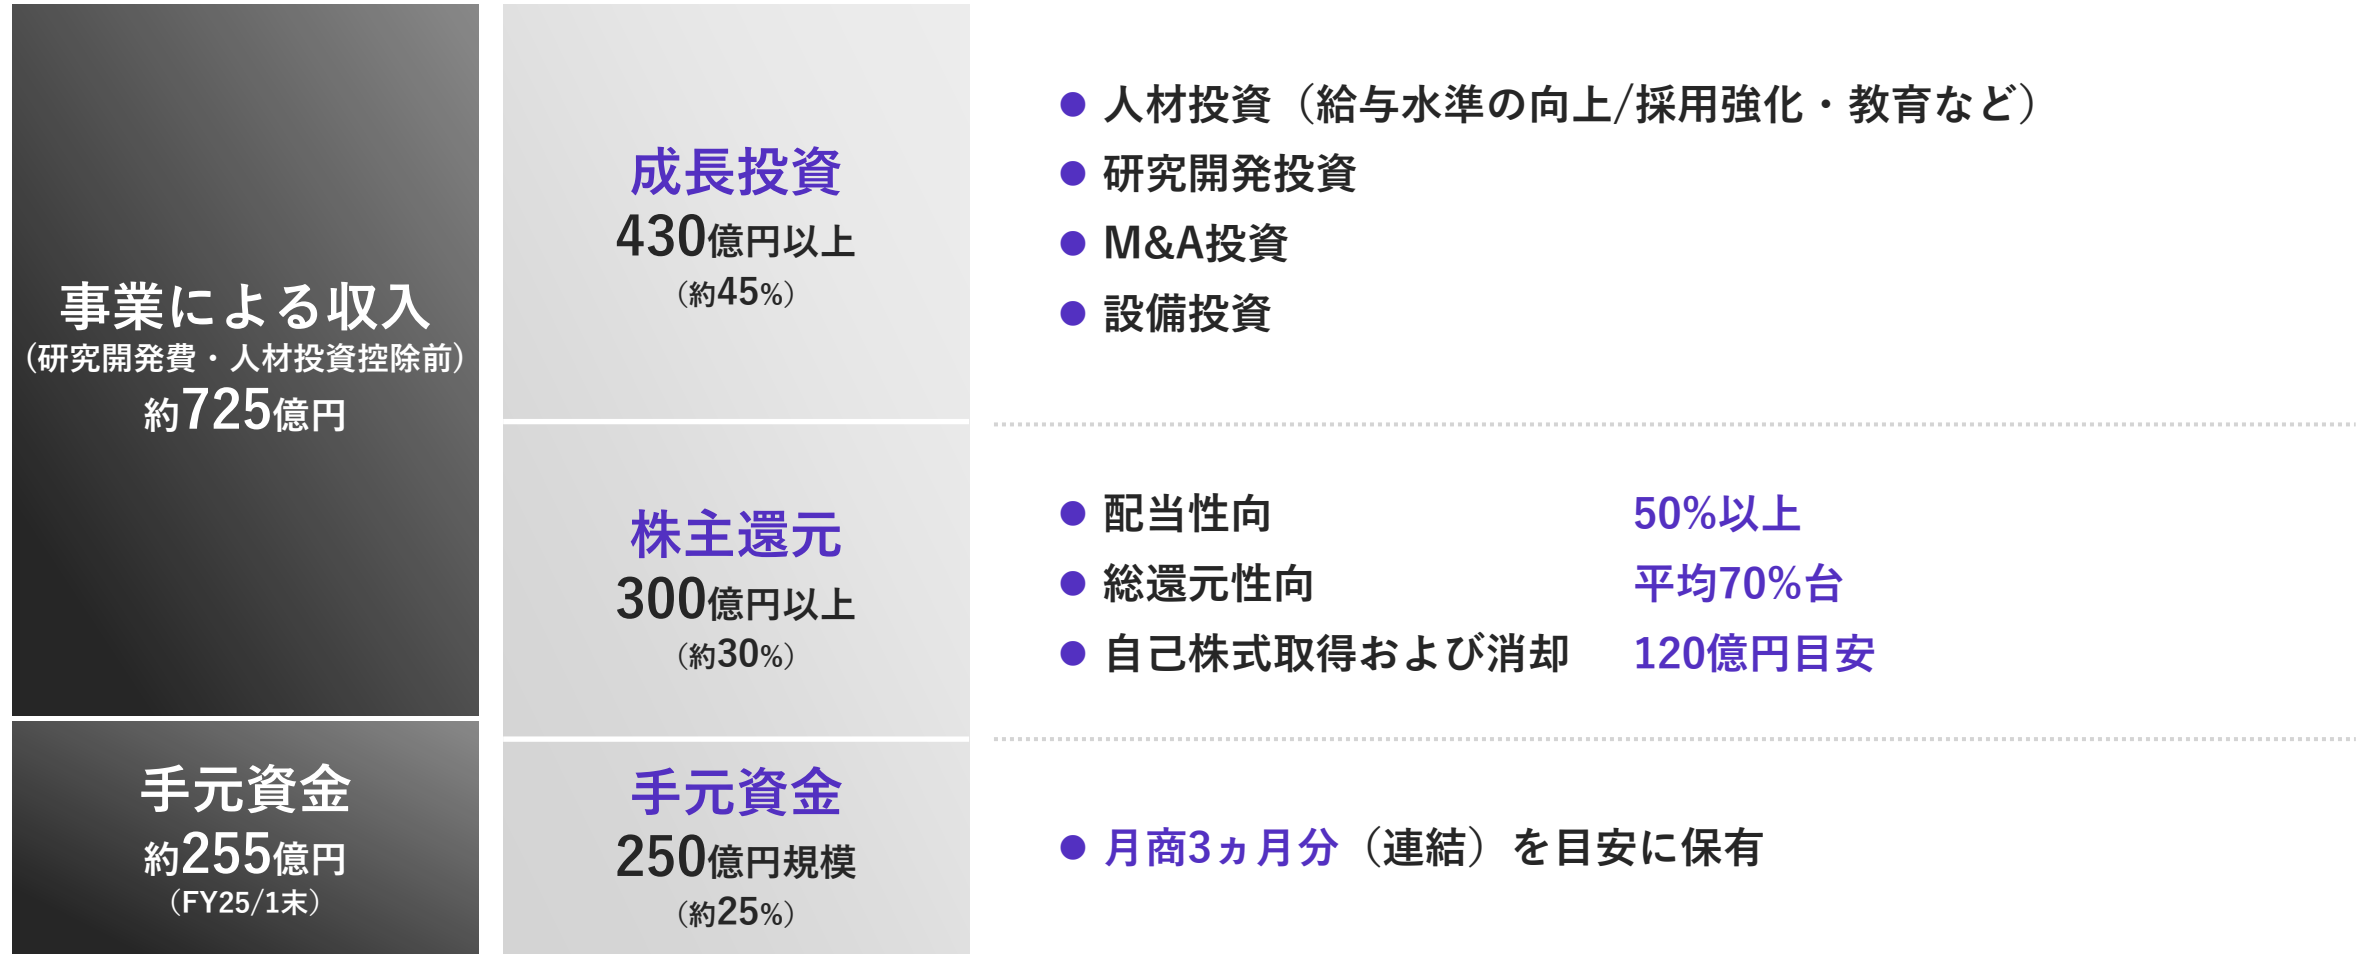 事業による収入
（研究開発費・人材投資控除前）
約725億円
手元資金
約255億円
（FY25/1末）
成長投資
430億円以上
（約45%）
株主還元
300億円以上
（約30%）
手元資金
250億円規模
（約25%）
● 人材投資（給与水準の向上/採用強化・教育など）
● 研究開発投資
● M&A投資
● 設備投資
● 配当性向 50%以上
● 総還元性向 平均70%台
● 自己株式取得および消却 120億円目安
● 月商3ヵ月分（連結）を目安に保有